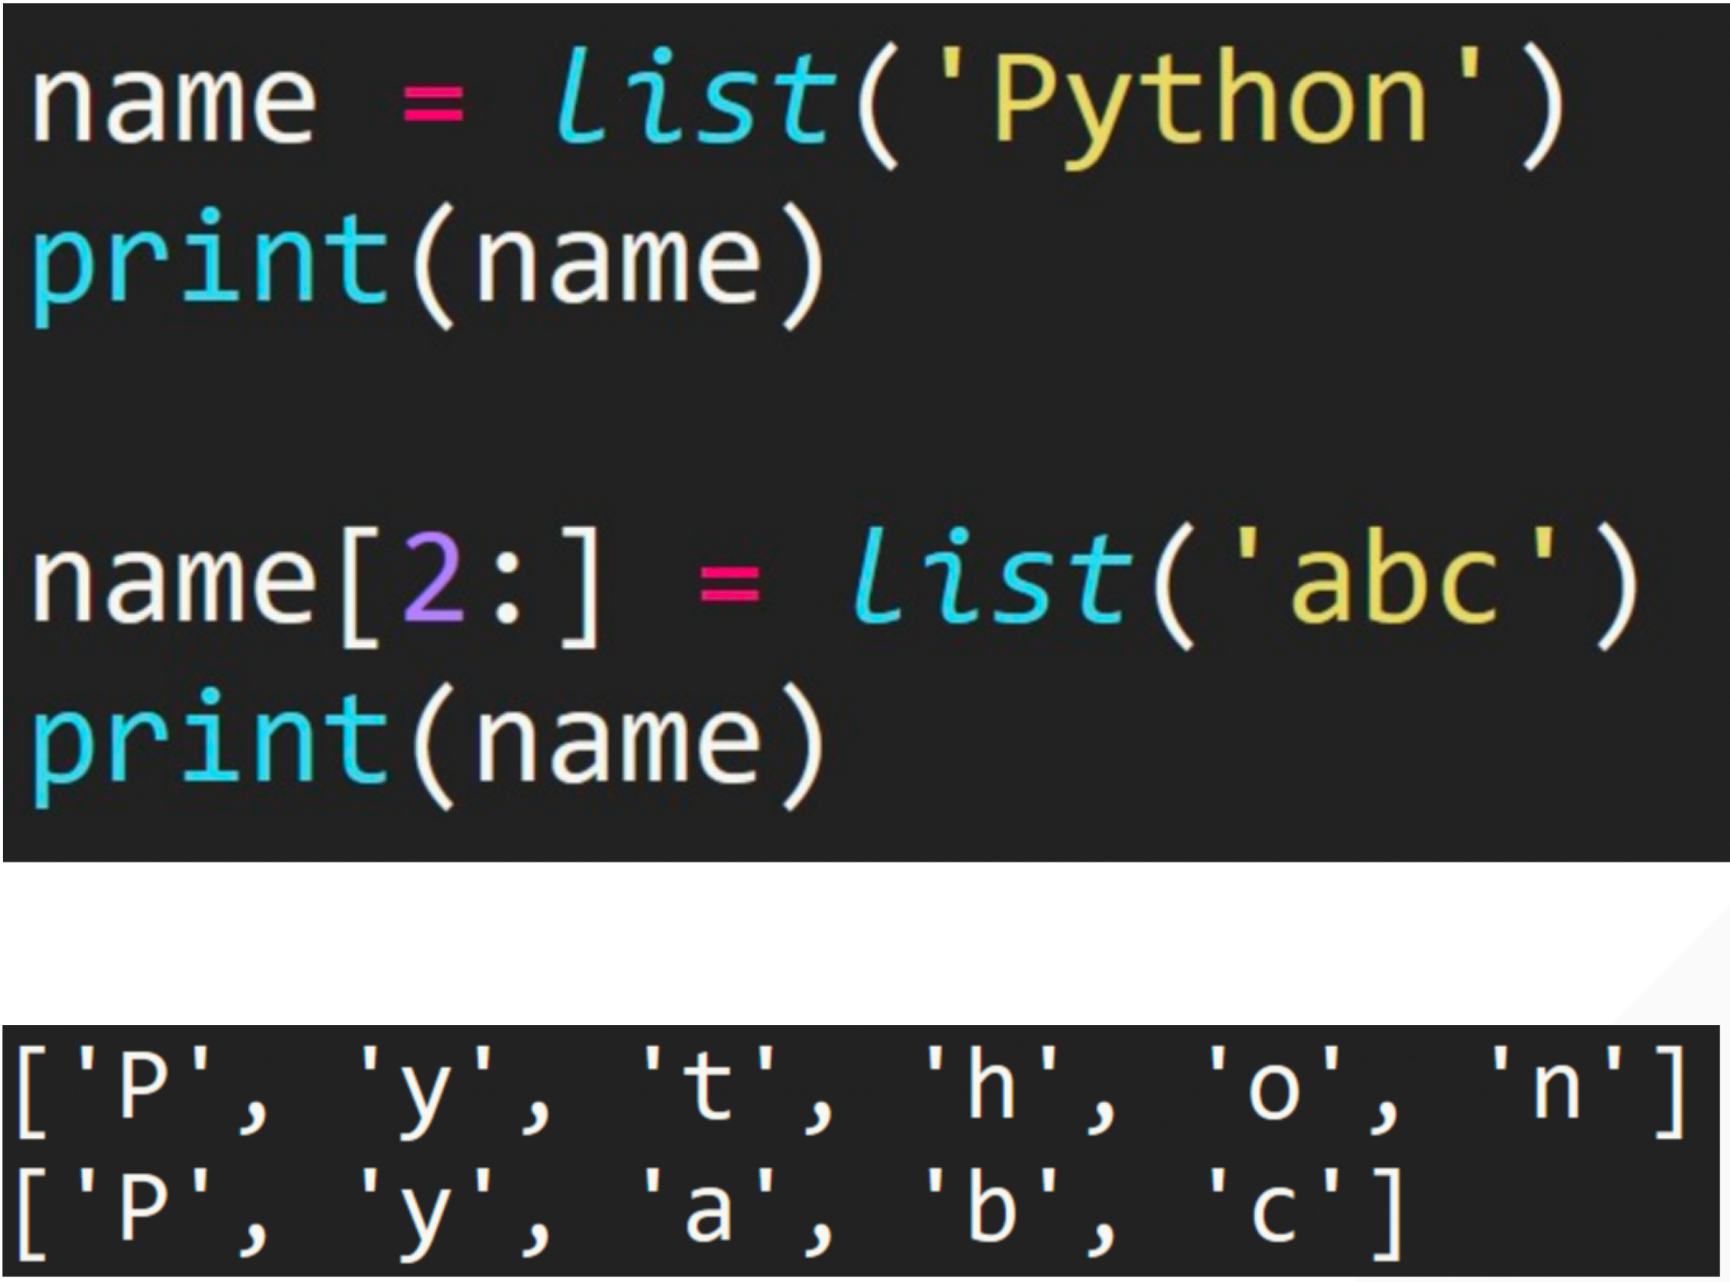 name = list('Python')
print(name)
name[2:] = list('abc')
print(name)
['P', 'y', 't', 'h', 'o', 'n']
['P', 'y', 'a', 'b', 'c']